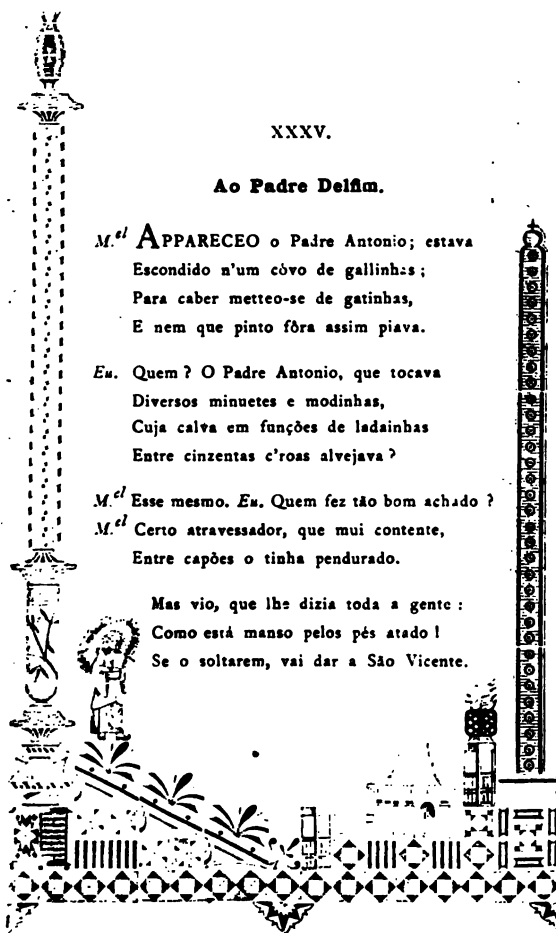 XXXV.
Ao Padre Delfim.
M.el APPARECEO o Padre Antonio; estava
Escondido n'um côvo de gallinhas;
Para caber metteo-se de gatinhas,
E nem que pinto fôra assim piava.
Eu. Quem? O Padre Antonio, que tocava
Diversos minuetes e modinhas,
Cuja calva em funções de ladainhas
Entre cinzentas c'roas alvejava?
M.el Esse mesmo. Eu. Quem fez tão bom achado?
M.el Certo atravessador, que mui contente,
Entre capões o tinha pendurado.
Mas vio, que lhe dizia toda a gente:
Como está manso pelos pés atado!
Se o soltarem, vai dar a São Vicente.